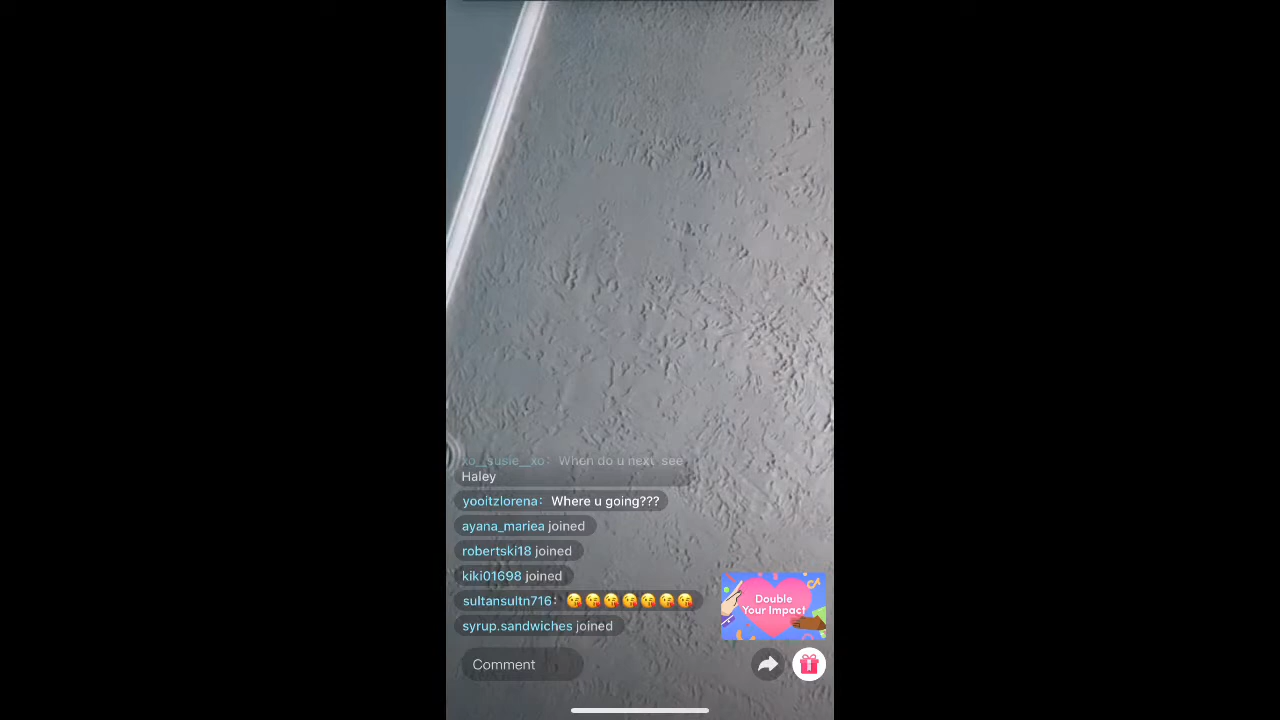 xo__susie__xo: When do u next see
Haley
yooitzlorena: Where u going???
ayana_mariea joined
robertski18 joined
kiki01698 joined
sultansultn716: 😘😘😘😘😘😘😘
syrup.sandwiches joined
Double
Your Impact
Comment